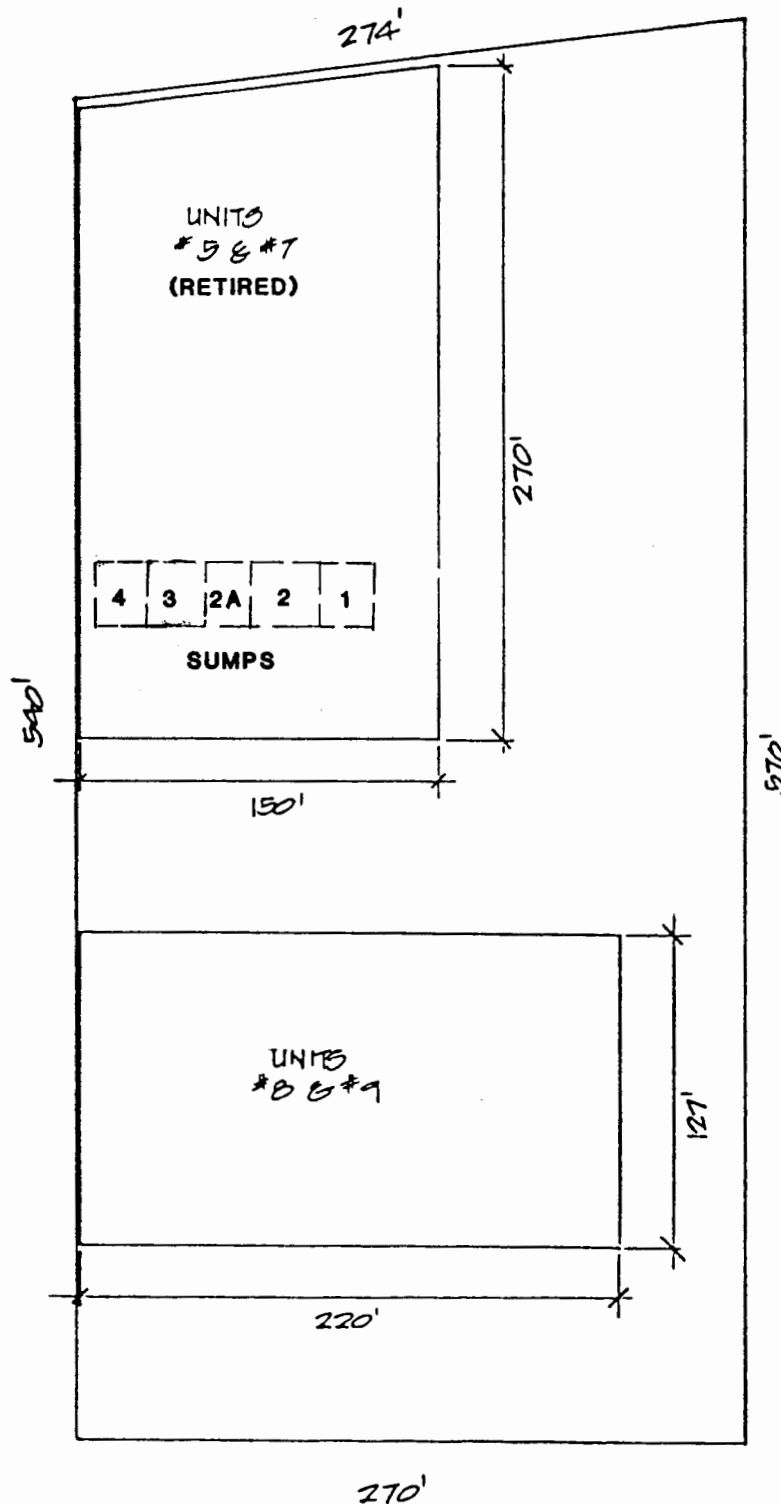 274'
UNITS
#5 & #7
(RETIRED)
270'
4 3 2A 2 1
SUMPS
540'
150'
570'
UNITS
#8 & #9
127'
220'
270'